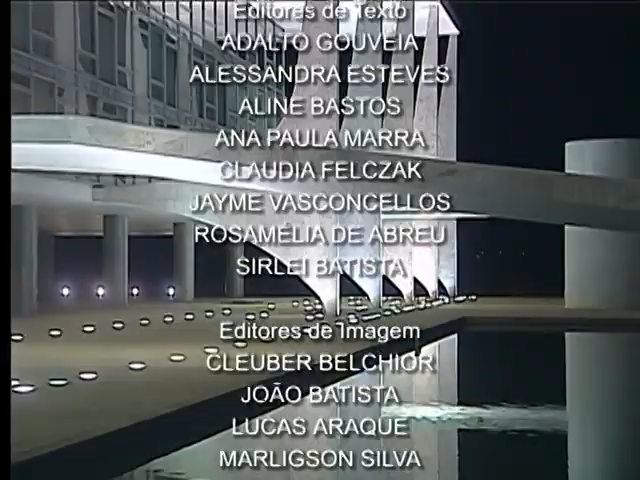 Editores de Texto
ADALTO GOUVEIA
ALESSANDRA ESTEVES
ALINE BASTOS
ANA PAULA MARRA
CLAUDIA FELCZAK
JAYME VASCONCELLOS
ROSAMÉLIA DE ABREU
SIRLEI BATISTA
Editores de Imagem
CLEUBER BELCHIOR
JOÃO BATISTA
LUCAS ARAQUE
MARLIGSON SILVA